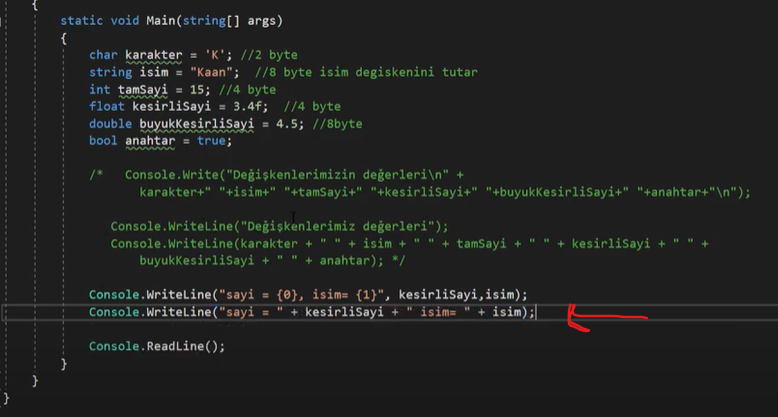 {
static void Main(string[] args)
{
char karakter = 'K'; //2 byte
string isim = "Kaan";  //8 byte isim degiskenini tutar
int tamSayi = 15; //4 byte
float kesirliSayi = 3.4f;  //4 byte
double buyukKesirliSayi = 4.5; //8byte
bool anahtar = true;
/*   Console.Write("Değişkenlerimizin değerleri\n" +
karakter+" "+isim+" "+tamSayi+" "+kesirliSayi+" "+buyukKesirliSayi+" "+anahtar+"\n");
Console.WriteLine("Değişkenlerimiz değerleri");
Console.WriteLine(karakter + " " + isim + " " + tamSayi + " " + kesirliSayi + " " +
buyukKesirliSayi + " " + anahtar); */
Console.WriteLine("sayi = {0}, isim= {1}", kesirliSayi,isim);
Console.WriteLine("sayi = " + kesirliSayi + " isim= " + isim);
Console.ReadLine();
}
}
}